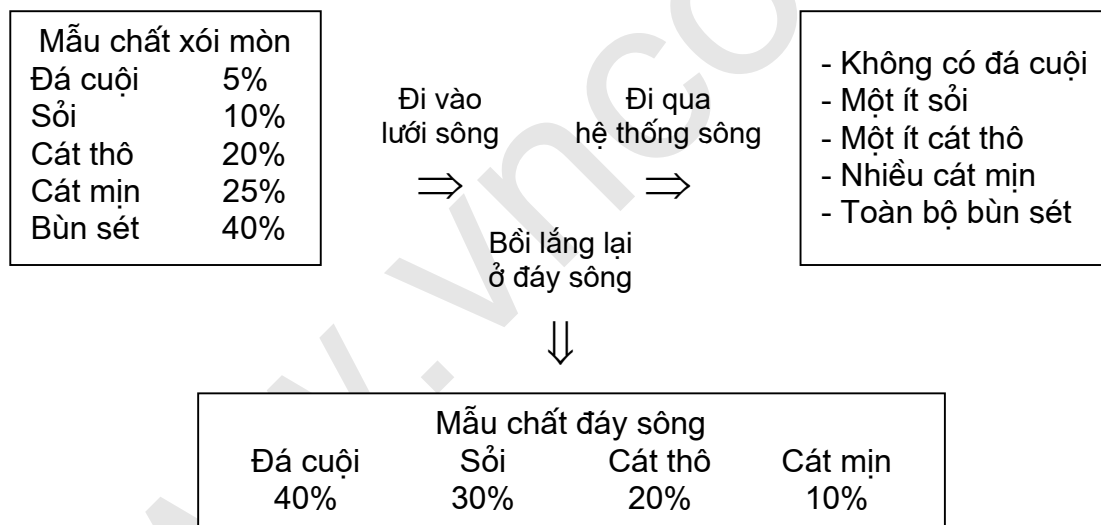 Mẫu chất xói mòn
Đá cuội 5%
Sỏi 10%
Cát thô 20%
Cát mịn 25%
Bùn sét 40%
Đi vào
lưới sông
⇒
Đi qua
hệ thống sông
⇒
- Không có đá cuội
- Một ít sỏi
- Một ít cát thô
- Nhiều cát mịn
- Toàn bộ bùn sét
Bồi lắng lại
ở đáy sông
⇓
Mẫu chất đáy sông
Đá cuội Sỏi Cát thô Cát mịn
40% 30% 20% 10%